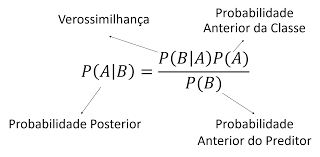 Verossimilhança
Probabilidade
Anterior da Classe
P(A|B) = P(B|A)P(A)
P(B)
Probabilidade Posterior
Probabilidade
Anterior do Preditor